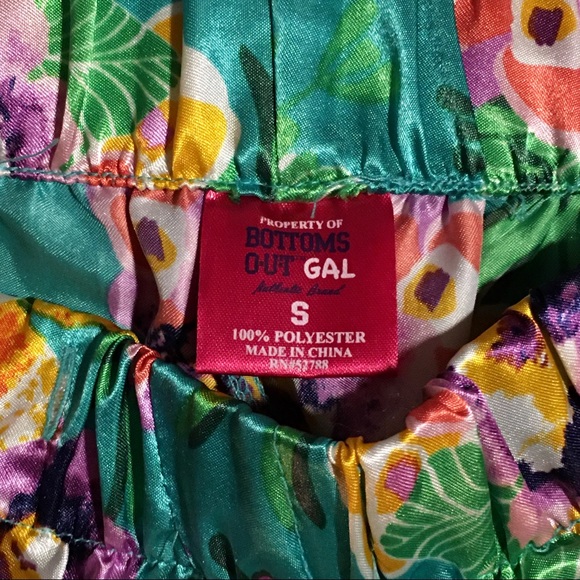 PROPERTY OF
BOTTOMS
OUT GAL
Authentic Brand
S
100% POLYESTER
MADE IN CHINA
RN#52788